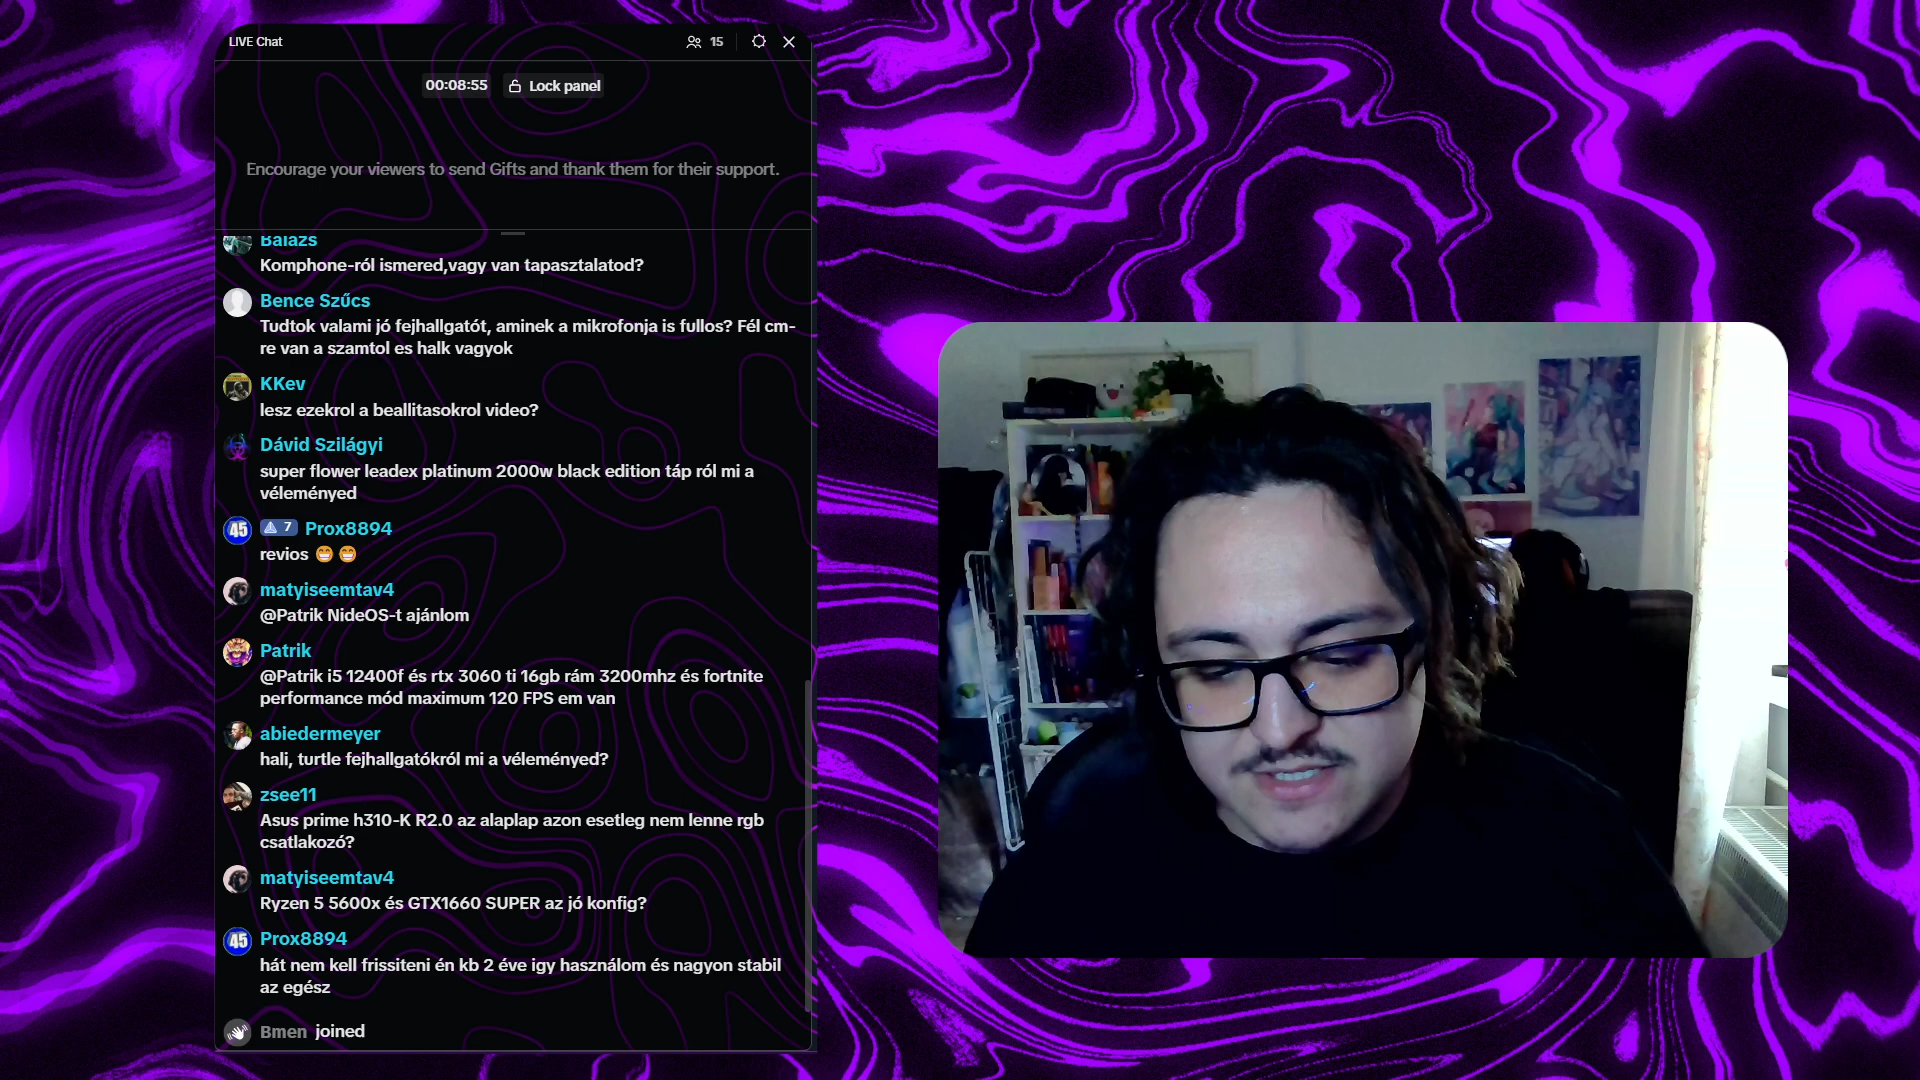 LIVE Chat
15
00:08:55
Lock panel
Encourage your viewers to send Gifts and thank them for their support.
Balázs
Komphone-ról ismered,vagy van tapasztalatod?
Bence Szűcs
Tudtok valami jó fejhallgatót, aminek a mikrofonja is fullos? Fél cm-
re van a szamtol es halk vagyok
KKev
lesz ezekrol a beallitasokrol video?
Dávid Szilágyi
super flower leadex platinum 2000w black edition táp ról mi a
véleményed
45
7 Prox8894
revios 😁 😁
matyiseemtav4
@Patrik NideOS-t ajánlom
Patrik
@Patrik i5 12400f és rtx 3060 ti 16gb rám 3200mhz és fortnite
performance mód maximum 120 FPS em van
abiedermeyer
hali, turtle fejhallgatókról mi a véleményed?
zsee11
Asus prime h310-K R2.0 az alaplap azon esetleg nem lenne rgb
csatlakozó?
matyiseemtav4
Ryzen 5 5600x és GTX1660 SUPER az jó konfig?
45
Prox8894
hát nem kell frissiteni én kb 2 éve igy használom és nagyon stabil
az egész
Bmen joined